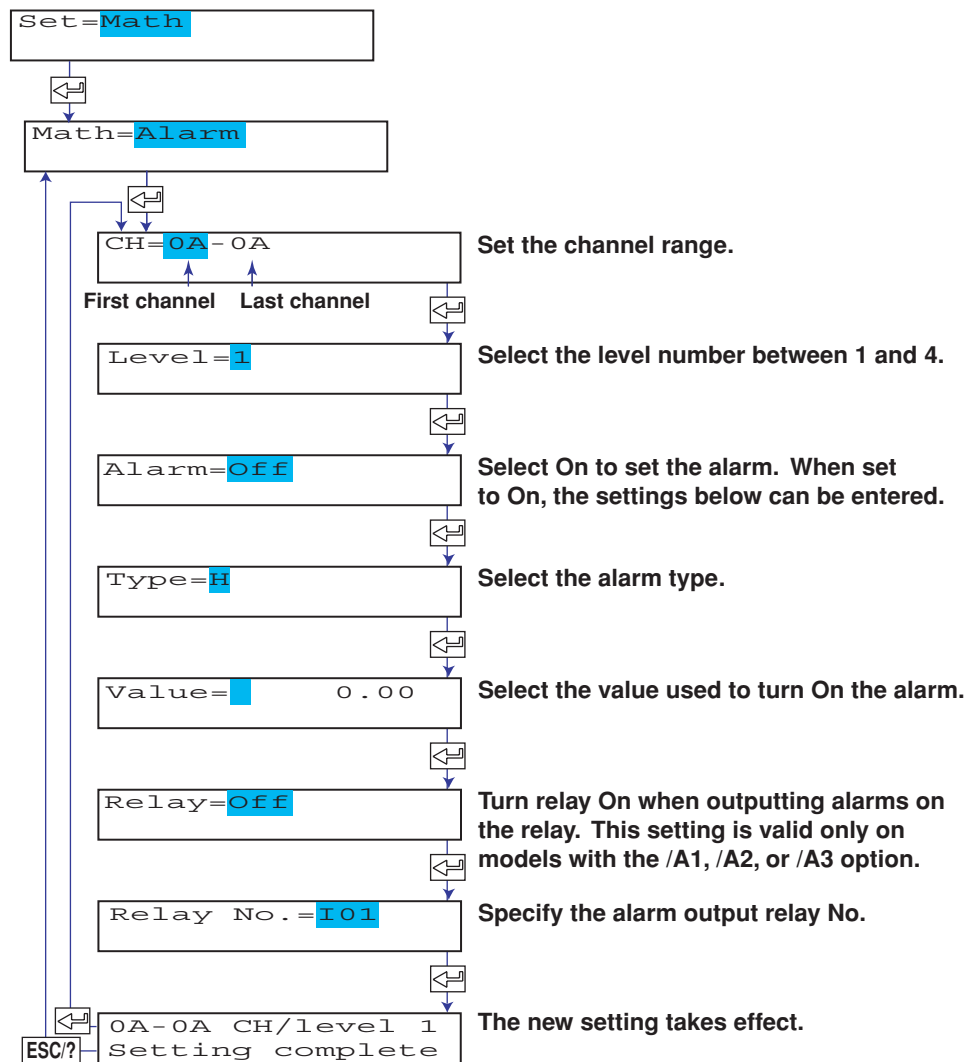 Set=Math
Math=Alarm
CH=0A-0A
Set the channel range.
First channel Last channel
Level=1
Select the level number between 1 and 4.
Alarm=Off
Select On to set the alarm. When set
to On, the settings below can be entered.
Type=H
Select the alarm type.
Value= 0.00
Select the value used to turn On the alarm.
Relay=Off
Turn relay On when outputting alarms on
the relay. This setting is valid only on
models with the /A1, /A2, or /A3 option.
Relay No.=I01
Specify the alarm output relay No.
0A-0A CH/level 1
The new setting takes effect.
ESC/?
Setting complete